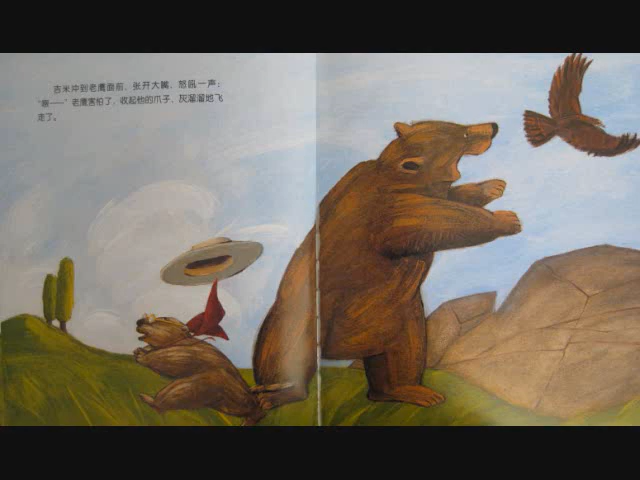 吉米冲到老鹰面前，张开大嘴，怒吼一声：
“嗷——”老鹰害怕了，收起他的爪子，灰溜溜地飞
走了。